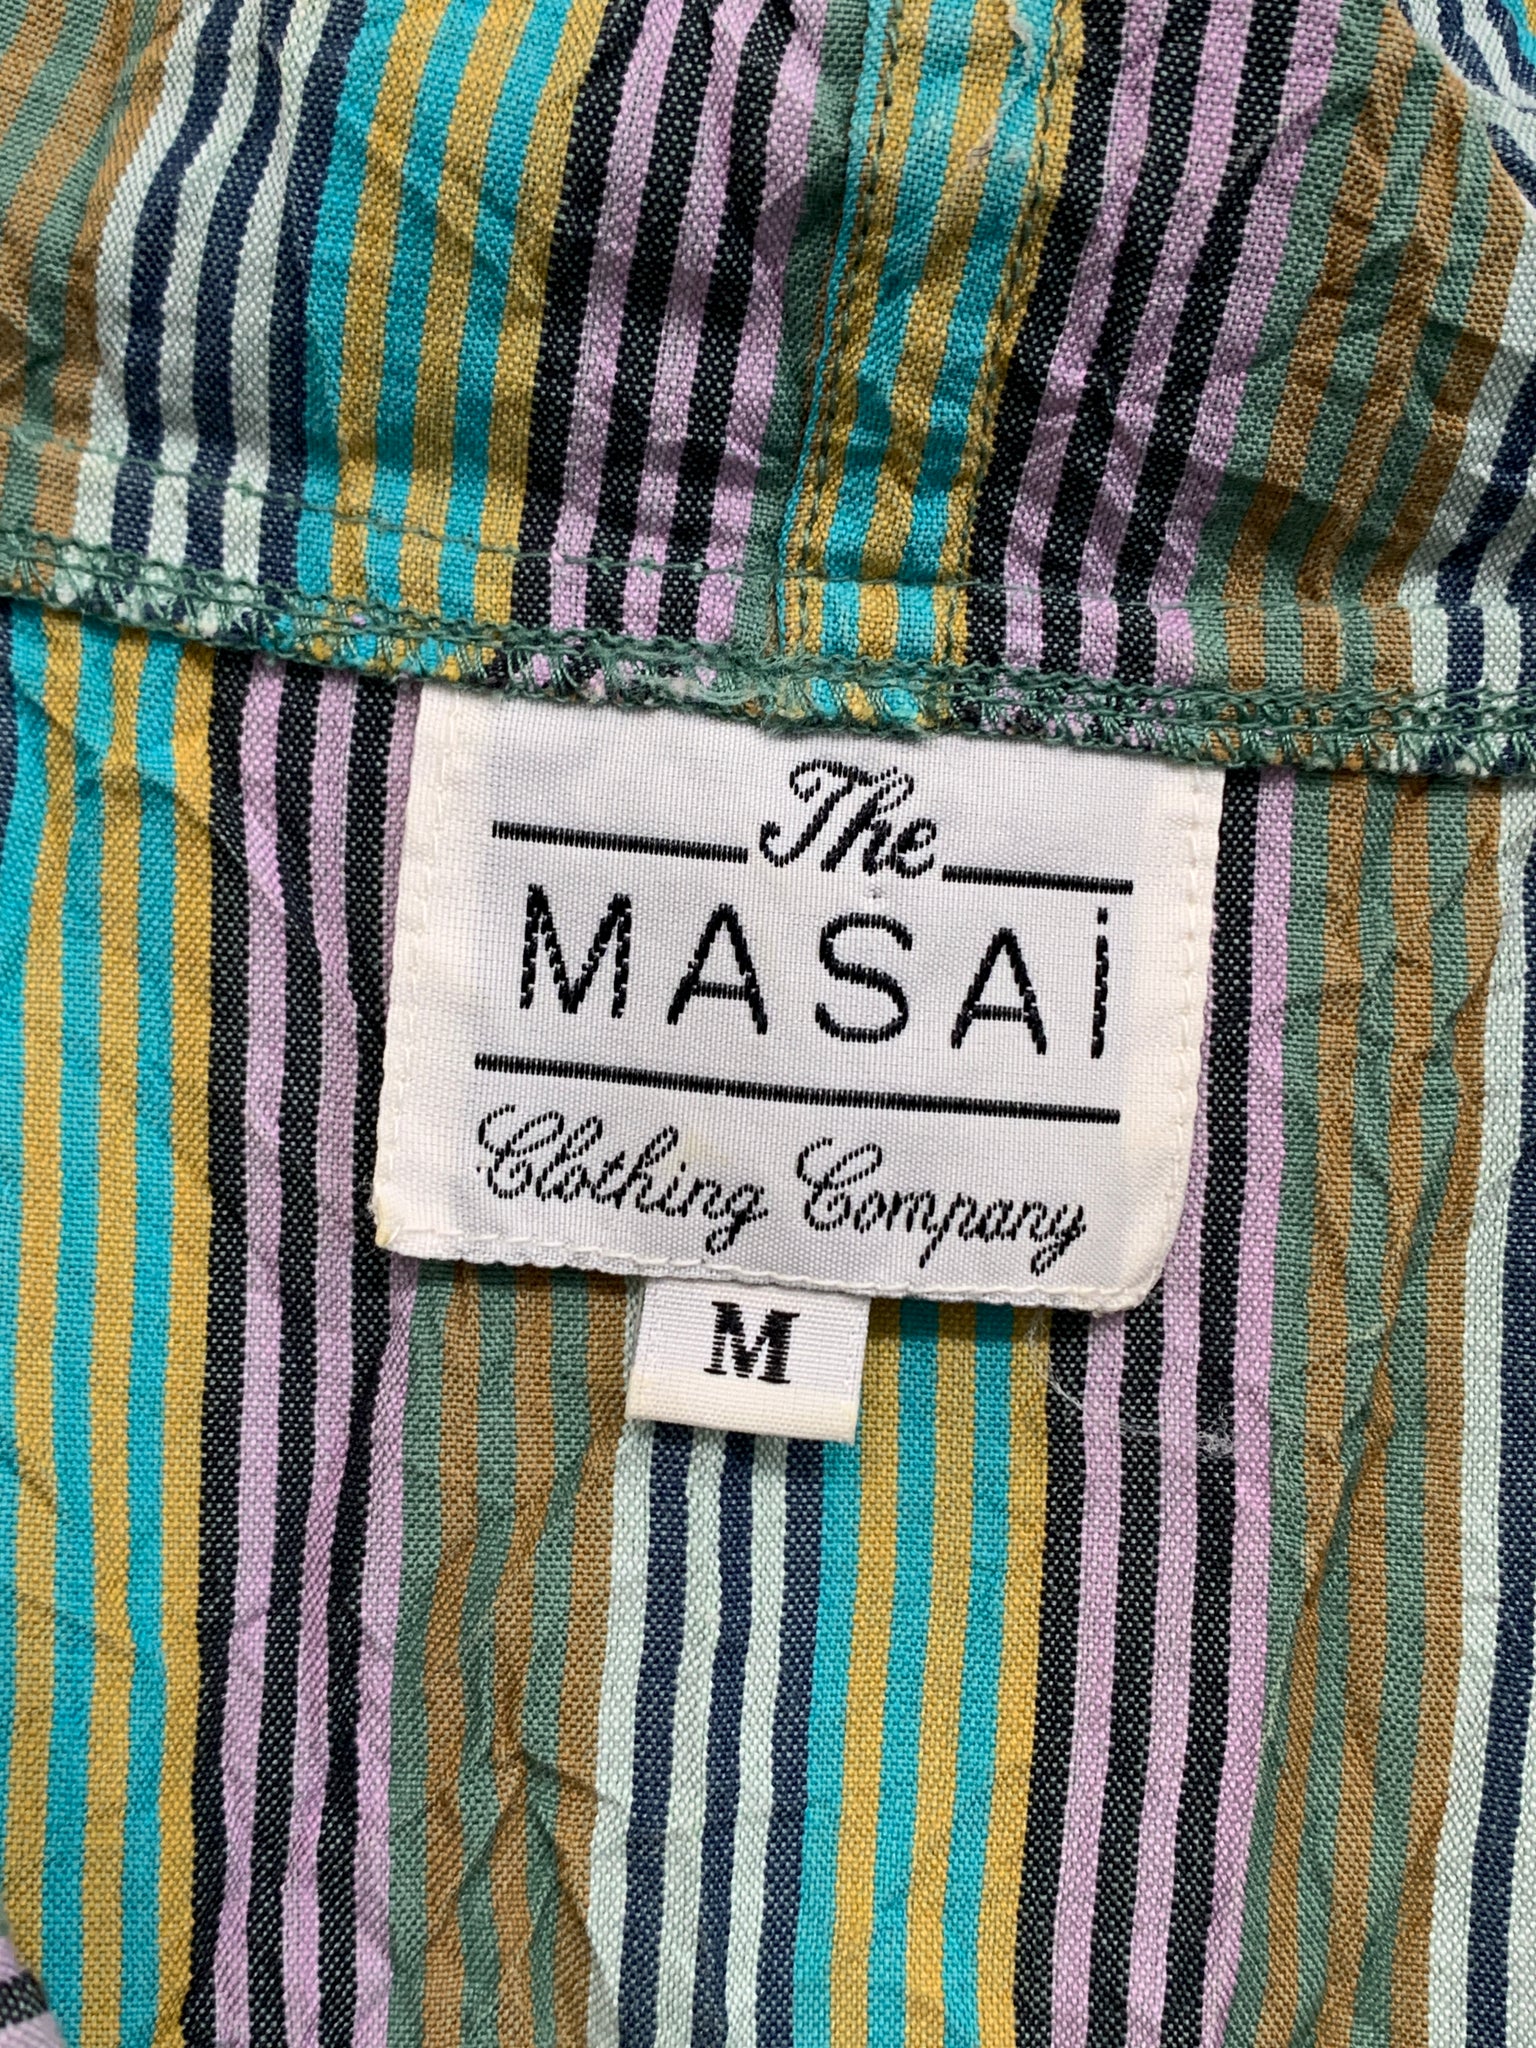 The
MASAİ
Clothing Company
M